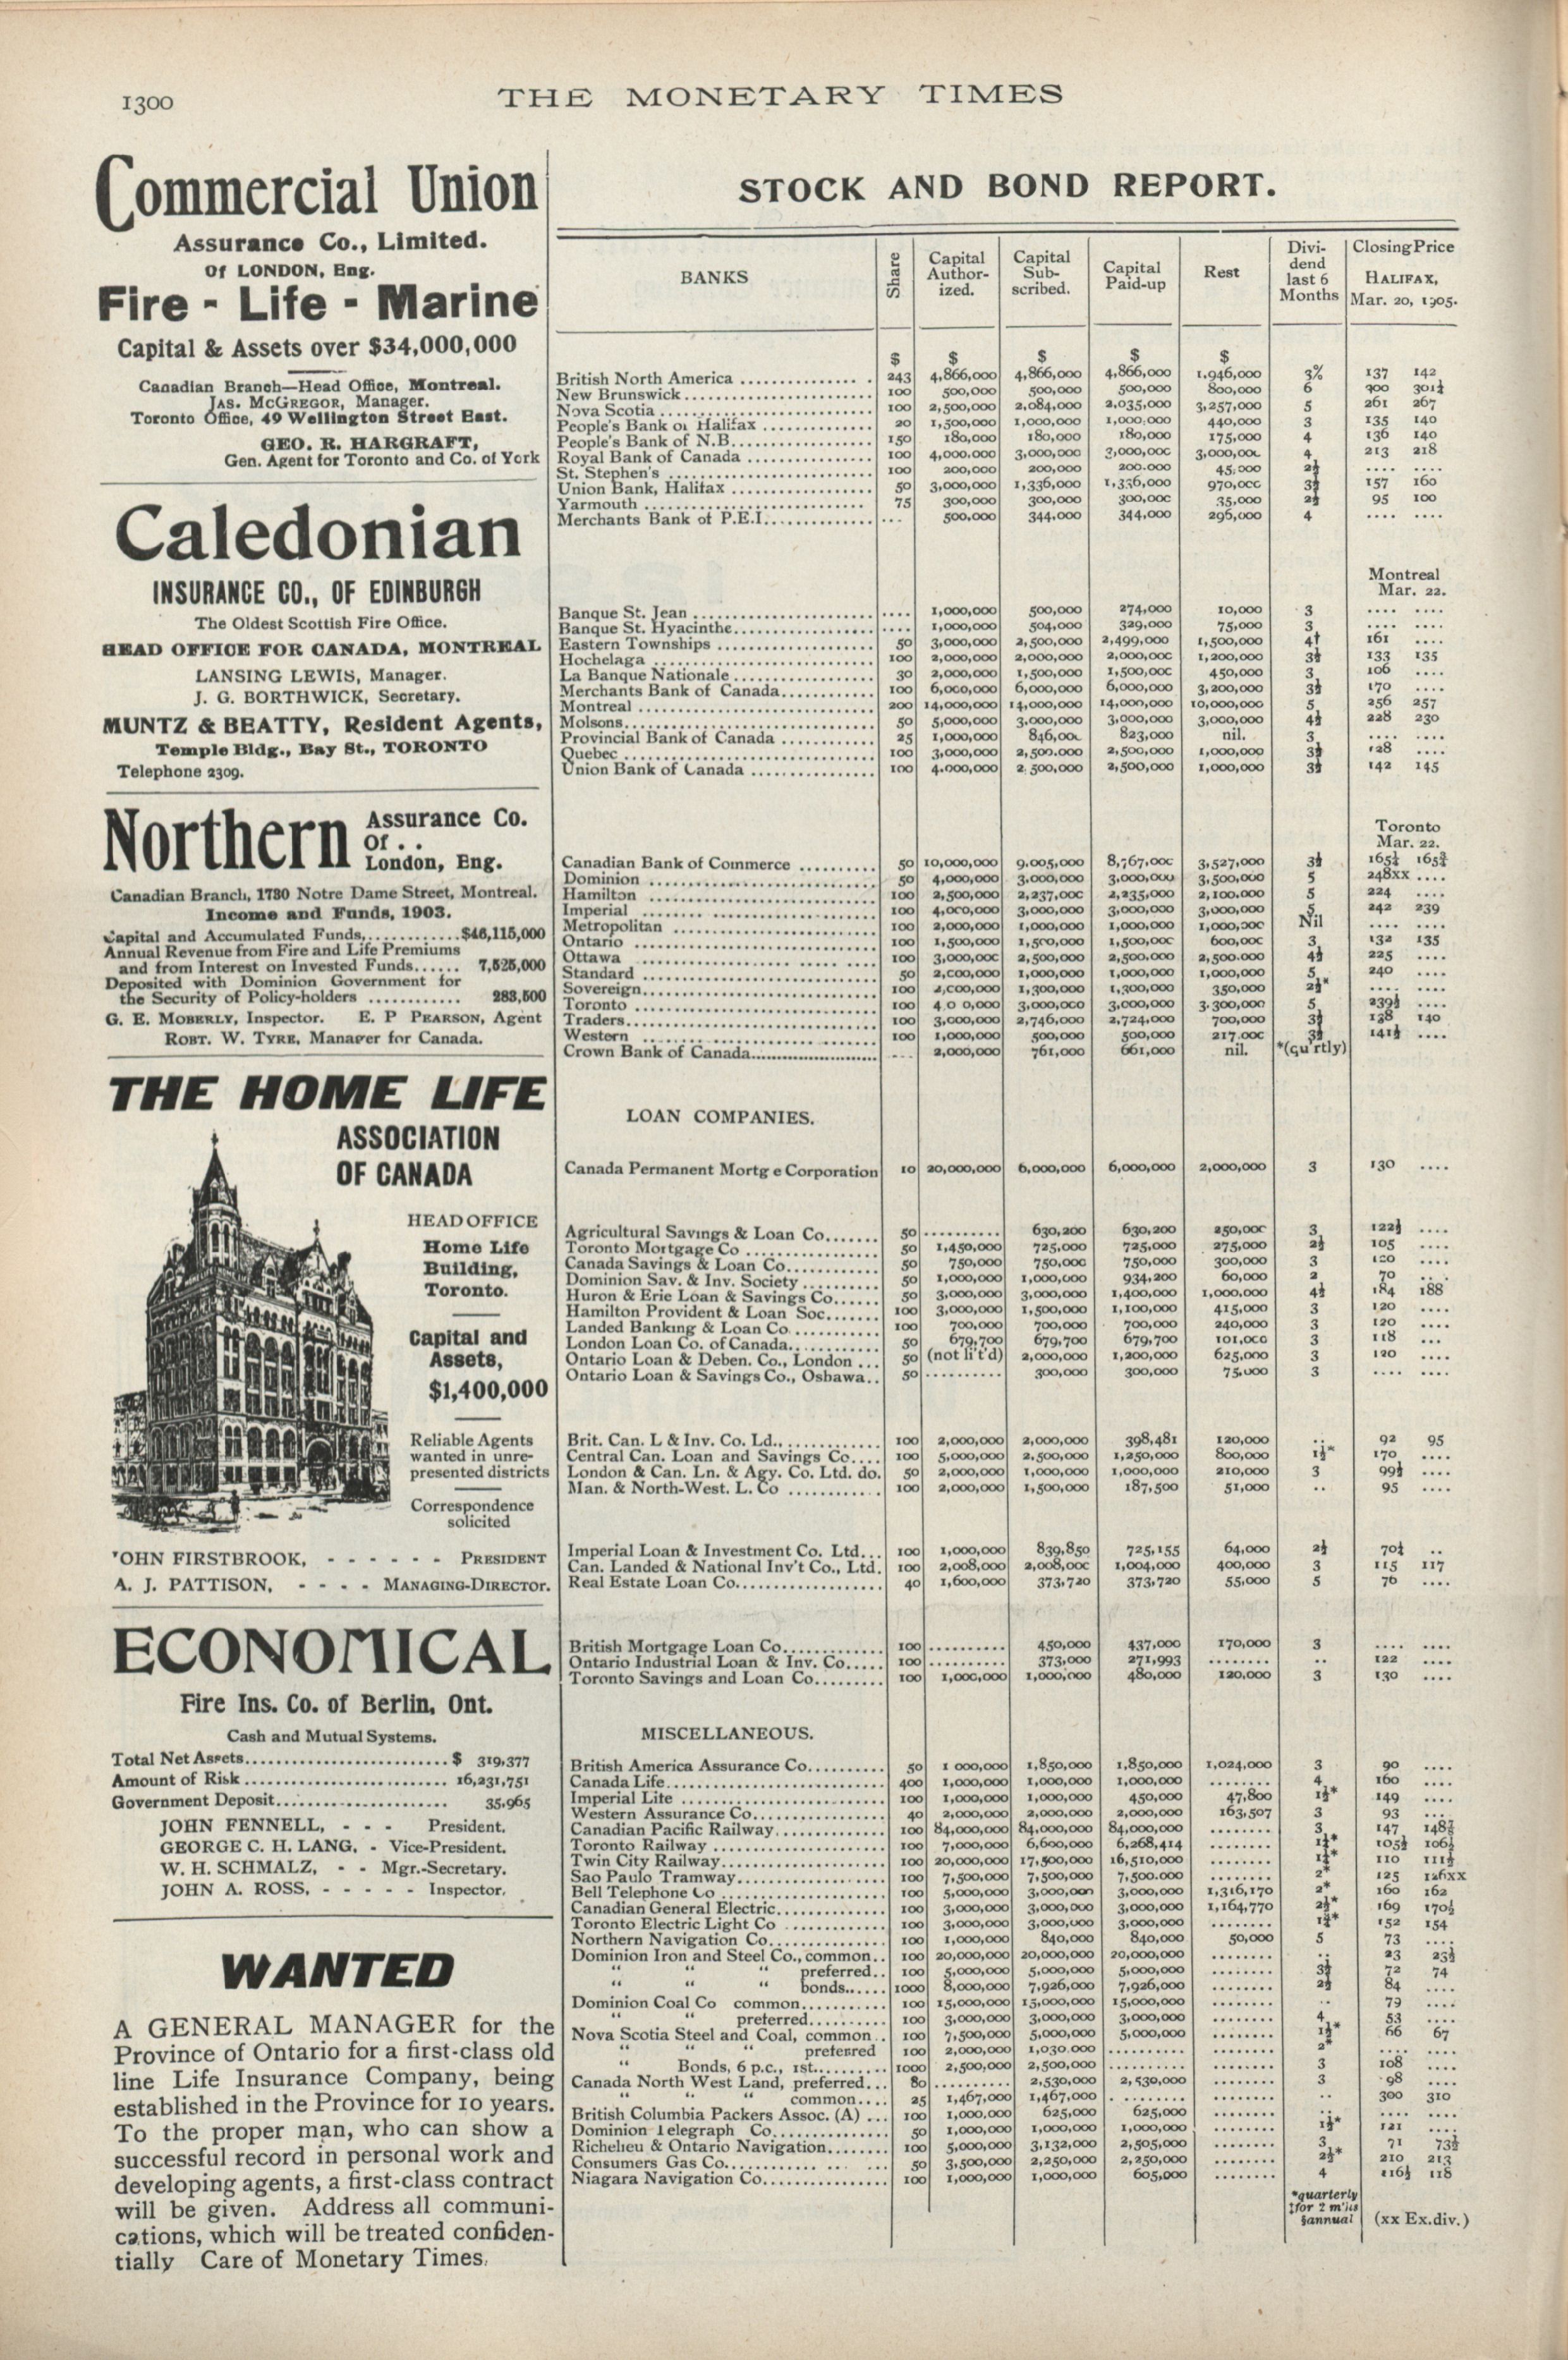 1300
THE MONETARY TIMES
Commercial Union
Assurance Co., Limited.
Of LONDON, Eng.
Fire - Life - Marine
Capital & Assets over $34,000,000
Canadian Branch—Head Office, Montreal.
JAS. MCGREGOR, Manager.
Toronto Office, 49 Wellington Street East.
GEO. R. HARGRAFT,
Gen. Agent for Toronto and Co. of York
Caledonian
INSURANCE CO., OF EDINBURGH
The Oldest Scottish Fire Office.
HEAD OFFICE FOR CANADA, MONTREAL
LANSING LEWIS, Manager.
J. G. BORTHWICK, Secretary.
MUNTZ & BEATTY, Resident Agents,
Temple Bldg., Bay St., TORONTO
Telephone 2309.
Northern Assurance Co.
Of . .
London, Eng.
Canadian Branch, 1730 Notre Dame Street, Montreal.
Income and Funds, 1903.
Capital and Accumulated Funds,............$46,115,000
Annual Revenue from Fire and Life Premiums
and from Interest on Invested Funds...... 7,525,000
Deposited with Dominion Government for
the Security of Policy-holders ............ 283,500
G. E. MOBERLY, Inspector. E. P PEARSON, Agent
ROBT. W. TYRE, Manager for Canada.
THE HOME LIFE
ASSOCIATION
OF CANADA
HEAD OFFICE
Home Life
Building,
Toronto.
Capital and
Assets,
$1,400,000
Reliable Agents
wanted in unre-
presented districts
Correspondence
solicited
OHN FIRSTBROOK, - - - - - - PRESIDENT
A. J. PATTISON, - - - - MANAGING-DIRECTOR.
ECONOMICAL
Fire Ins. Co. of Berlin, Ont.
Cash and Mutual Systems.
Total Net Assets.......................... $ 319,377
Amount of Risk .......................... 16,231,751
Government Deposit...................... 35,965
JOHN FENNELL, - - - President.
GEORGE C. H. LANG, - Vice-President.
W. H. SCHMALZ, - - Mgr.-Secretary.
JOHN A. ROSS, - - - - - Inspector.
WANTED
A GENERAL MANAGER for the
Province of Ontario for a first-class old
line Life Insurance Company, being
established in the Province for 10 years.
To the proper man, who can show a
successful record in personal work and
developing agents, a first-class contract
will be given. Address all communi-
cations, which will be treated confiden-
tially Care of Monetary Times.
STOCK AND BOND REPORT.
BANKS | Share | Capital Author-ized. | Capital Sub-scribed. | Capital Paid-up | Rest | Divi-dend last 6 Months | Closing Price HALIFAX, Mar. 20, 1905.
$ $ $ $ $
British North America 243 4,866,000 4,866,000 4,866,000 1.946,000 3% 137 142
New Brunswick 100 500,000 500,000 500,000 800,000 6 300 301½
Nova Scotia 100 2,500,000 2,084,000 2,035,000 3,257,000 5 261 267
People's Bank of Halifax 20 1,500,000 1,000,000 1,000,000 440,000 3 135 140
People's Bank of N.B. 150 180,000 180,000 180,000 175,000 4 136 140
Royal Bank of Canada 100 4,000.000 3,000,000 3,000,00c 3,000,00c 4 213 218
St. Stephen's 100 200,000 200,000 200.000 45,000 2½ .... ....
Union Bank, Halifax 50 3,000,000 1,336,000 1,336,000 970,0cc 3½ 157 160
Yarmouth 75 300,000 300,000 300,00c 35,000 2½ 95 100
Merchants Bank of P.E.I. ... 500,000 344,000 344,000 296,000 4 .... ....
Montreal
Mar. 22.
Banque St. Jean .... 1,000,000 500,000 274,000 10,000 3 .... ....
Banque St. Hyacinthe .... 1,000,000 504,000 329,000 75,000 3 .... ....
Eastern Townships 50 3,000,000 2,500,000 2,499,000 1,500,000 4† 161 ....
Hochelaga 100 2,000,000 2,000,000 2,000,00c 1,200,000 3½ 133 135
La Banque Nationale 30 2,000,000 1,500,000 1,500,00c 450,000 3 106 ....
Merchants Bank of Canada 100 6,000,000 6,000,000 6,000,000 3,200,000 3½ 170 ....
Montreal 200 14,000,000 14,000,000 14,000,000 10,000,000 5 256 257
Molsons 50 5,000,000 3,000,000 3,000,000 3,000,000 4½ 228 230
Provincial Bank of Canada 25 1,000,000 846,00c 823,000 nil. 3 .... ....
Quebec 100 3,000,000 2,500.000 2,500,000 1,000,000 3½ 128 ....
Union Bank of Canada 100 4.000,000 2,500,000 2,500,000 1,000,000 3½ 142 145
Toronto
Mar. 22.
Canadian Bank of Commerce 50 10,000,000 9.005,000 8,767,00c 3,527,000 3½ 165¼ 165¾
Dominion 50 4,000,000 3,000,000 3,000,000 3,500,000 5 248xx ....
Hamilton 100 2,500,000 2,237,00c 2,235,000 2,100.000 5 224 ....
Imperial 100 4,000,000 3,000,000 3,000,000 3,000,000 5 242 239
Metropolitan 100 2,000,000 1,000,000 1,000,000 1,000,000 Nil .... ....
Ontario 100 1,500,000 1,500,000 1,500,00c 600,00c 3 132 135
Ottawa 100 3,000,00c 2,500,000 2,500.000 2,500.000 4½ 225 ....
Standard 50 2,000,000 1,000,000 1,000,000 1,000,000 5 240 ....
Sovereign 100 2,000,000 1,300,000 1,300,000 350,000 2½* .... ....
Toronto 100 4 0 0,000 3,000,000 3,000,000 3.300,000 5 239½ ....
Traders 100 3,000,000 2,746,000 2,724,000 700,000 3½ 138 140
Western 100 1,000,000 500,000 500,000 217.00c 3½ 141½ ....
Crown Bank of Canada ... 2,000,000 761,000 661,000 nil. *(qu'rtly)
LOAN COMPANIES.
Canada Permanent Mortg e Corporation 10 20,000,000 6,000,000 6,000,000 2,000,000 3 130 ....
Agricultural Savings & Loan Co. 50 .......... 630,200 630,200 250,00c 3 122½ ....
Toronto Mortgage Co 50 1,450,000 725,000 725,000 275,000 2½ 105 ....
Canada Savings & Loan Co. 50 750,000 750,00c 750,000 300,000 3 120 ....
Dominion Sav. & Inv. Society 50 1,000,000 1,000,000 934,200 60,000 2 70 ....
Huron & Erie Loan & Savings Co. 50 3,000,000 3,000,000 1,400,000 1,000,000 4½ 184 188
Hamilton Provident & Loan Soc. 100 3,000,000 1,500,000 1,100,000 415,000 3 120 ....
Landed Banking & Loan Co. 100 700,000 700,000 700,000 240,000 3 120 ....
London Loan Co. of Canada 50 679,700 679,700 679,700 101,000 3 118 ...
Ontario Loan & Deben. Co., London 50 (not li't'd) 2,000,000 1,200,000 625,000 3 120 ....
Ontario Loan & Savings Co., Oshawa 50 .......... 300,000 300,000 75,000 3 .... ....
Brit. Can. L & Inv. Co. Ld. 100 2,000,000 2,000,000 398,481 120,000 .. 92 95
Central Can. Loan and Savings Co. 100 5,000,000 2,500,000 1,250,000 800,000 1½* 170 ....
London & Can. Ln. & Agy. Co. Ltd. do. 50 2,000,000 1,000,000 1,000,000 210,000 3 99½ ....
Man. & North-West. L. Co 100 2,000,000 1,500,000 187,500 51,000 .. 95 ....
Imperial Loan & Investment Co. Ltd. 100 1,000,000 839,850 725,155 64,000 2½ 70¼ ..
Can. Landed & National Inv't Co., Ltd. 100 2,008,000 2,008,00c 1,004,000 400,000 3 115 117
Real Estate Loan Co. 40 1,600,000 373,720 373,720 55,000 5 76 ....
British Mortgage Loan Co. 100 .......... 450,000 437,000 170,000 3 .... ....
Ontario Industrial Loan & Inv. Co. 100 .......... 373,000 271,993 ........ .. 122 ....
Toronto Savings and Loan Co. 100 1,000,000 1,000,000 480,000 120,000 3 130 ....
MISCELLANEOUS.
British America Assurance Co. 50 1 000,000 1,850,000 1,850,000 1,024,000 3 90 ....
Canada Life 400 1,000,000 1,000,000 1,000,000 ........ 4 160 ....
Imperial Life 100 1,000,000 1,000,000 450,000 47,800 1½* 149 ....
Western Assurance Co. 40 2,000,000 2,000,000 2,000,000 163,507 3 93 ....
Canadian Pacific Railway 100 84,000,000 84,000,000 84,000,000 ........ 3 147 148⅞
Toronto Railway 100 7,000,000 6,600,000 6,268,414 ........ 1¼* 105½ 106½
Twin City Railway 100 20,000,000 17,500,000 16,510,000 ........ 1¼* 110 111½
Sao Paulo Tramway 100 7,500,000 7,500,000 7,500.000 ........ 2* 125 126xx
Bell Telephone Co 100 5,000,000 3,000,000 3,000,000 1,316,170 2* 160 162
Canadian General Electric 100 3,000,000 3,000,000 3,000,000 1,164,770 2½* 169 170½
Toronto Electric Light Co 100 3,000,000 3,000,000 3,000,000 ........ 1¾* 152 154
Northern Navigation Co. 100 1,000,000 840,000 840,000 50,000 5 73 ....
Dominion Iron and Steel Co., common 100 20,000,000 20,000,000 20,000,000 ........ .. 23 23½
" " " preferred 100 5,000,000 5,000,000 5,000,000 ........ 3½ 72 74
" " " bonds 1000 8,000,000 7,926,000 7,926,000 ........ 2½ 84 ....
Dominion Coal Co common 100 15,000,000 15,000,000 15,000,000 ........ .. 79 ....
" " preferred 100 3,000,000 3,000,000 3,000,000 ........ 4 53 ....
Nova Scotia Steel and Coal, common 100 7,500,000 5,000,000 5,000,000 ........ 1½* 66 67
" " " preferred 100 2,000,000 1,030.000 .......... ........ 2* .... ....
" Bonds, 6 p.c., 1st 1000 2,500,000 2,500,000 .......... ........ 3 108 ....
Canada North West Land, preferred 80 .......... 2,530,000 2,530,000 ........ 3 98 ....
" " common 25 1,467,000 1,467,000 ........ ........ .. 300 310
British Columbia Packers Assoc. (A) 100 1,000,000 625,000 625,000 ........ .. .... ....
Dominion Telegraph Co. 50 1,000,000 1,000,000 1,000,000 ........ 1½* 121 ....
Richelieu & Ontario Navigation 100 5,000,000 3,132,000 2,505,000 ........ 3 71 73½
Consumers Gas Co. 50 3,500,000 2,250,000 2,250,000 ........ 2½* 210 213
Niagara Navigation Co. 100 1,000,000 1,000,000 605,000 ........ 4 116½ 118
*quarterly
‡for 2 m'hs
§annual
(xx Ex.div.)